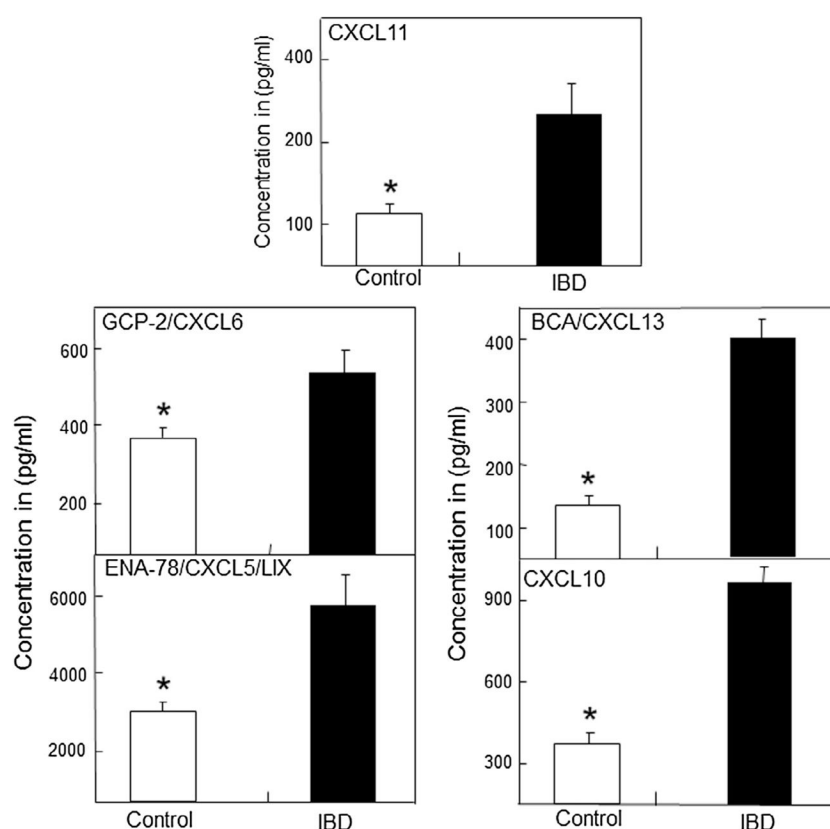 CXCL11
Concentration in (pg/ml)
400
200
100
*
Control
IBD
GCP-2/CXCL6
600
400
200
*
BCA/CXCL13
400
300
200
100
*
Concentration in (pg/ml)
Concentration in (pg/ml)
ENA-78/CXCL5/LIX
6000
4000
2000
*
Control
IBD
CXCL10
900
600
300
*
Control
IBD